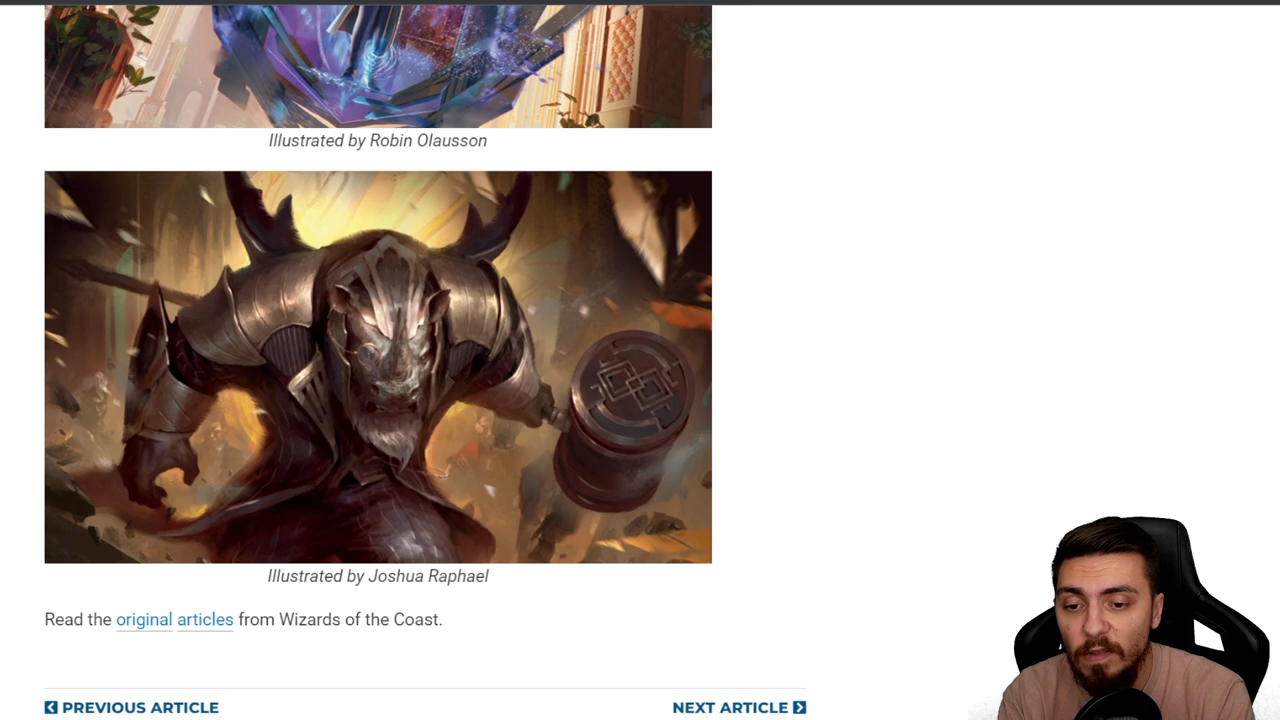 Illustrated by Robin Olausson
Illustrated by Joshua Raphael
Read the original articles from Wizards of the Coast.
PREVIOUS ARTICLE
NEXT ARTICLE